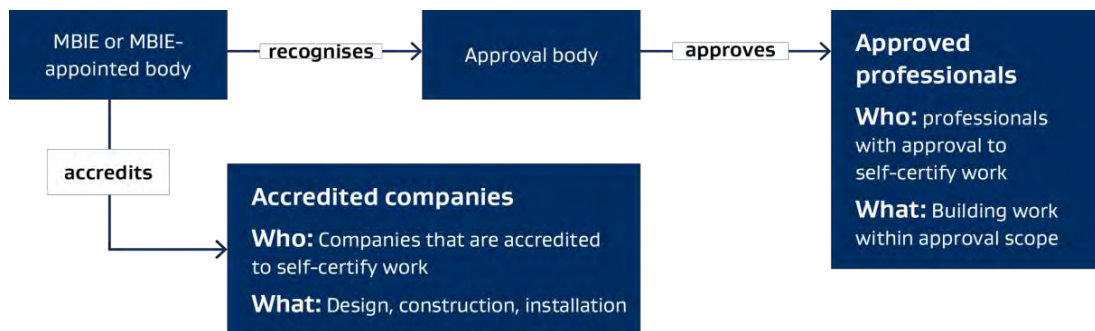 MBIE or MBIE-
appointed body
recognises
Approval body
approves
Approved
professionals
Who: professionals
with approval to
self-certify work
What: Building work
within approval scope
accredits
Accredited companies
Who: Companies that are accredited
to self-certify work
What: Design, construction, installation